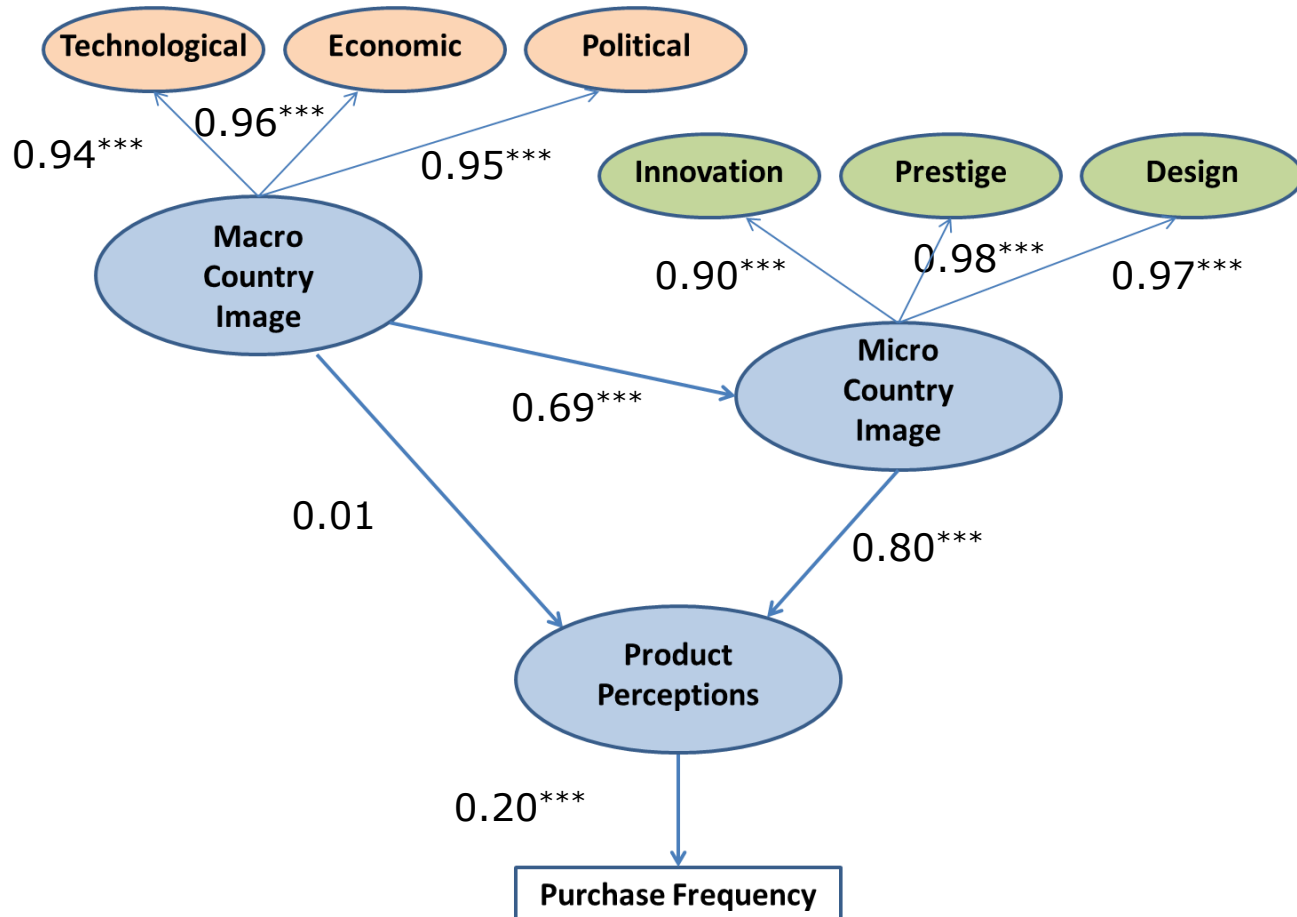 Technological
Economic
Political
0.94***
0.96***
0.95***
Innovation
Prestige
Design
Macro
Country
Image
0.90***
0.98***
0.97***
Micro
Country
Image
0.69***
0.01
0.80***
Product
Perceptions
0.20***
Purchase Frequency